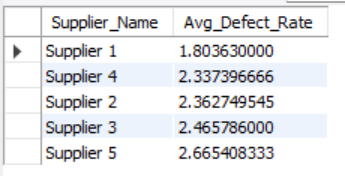 Supplier_Name Avg_Defect_Rate
Supplier 1 1.803630000
Supplier 4 2.337396666
Supplier 2 2.362749545
Supplier 3 2.465786000
Supplier 5 2.665408333